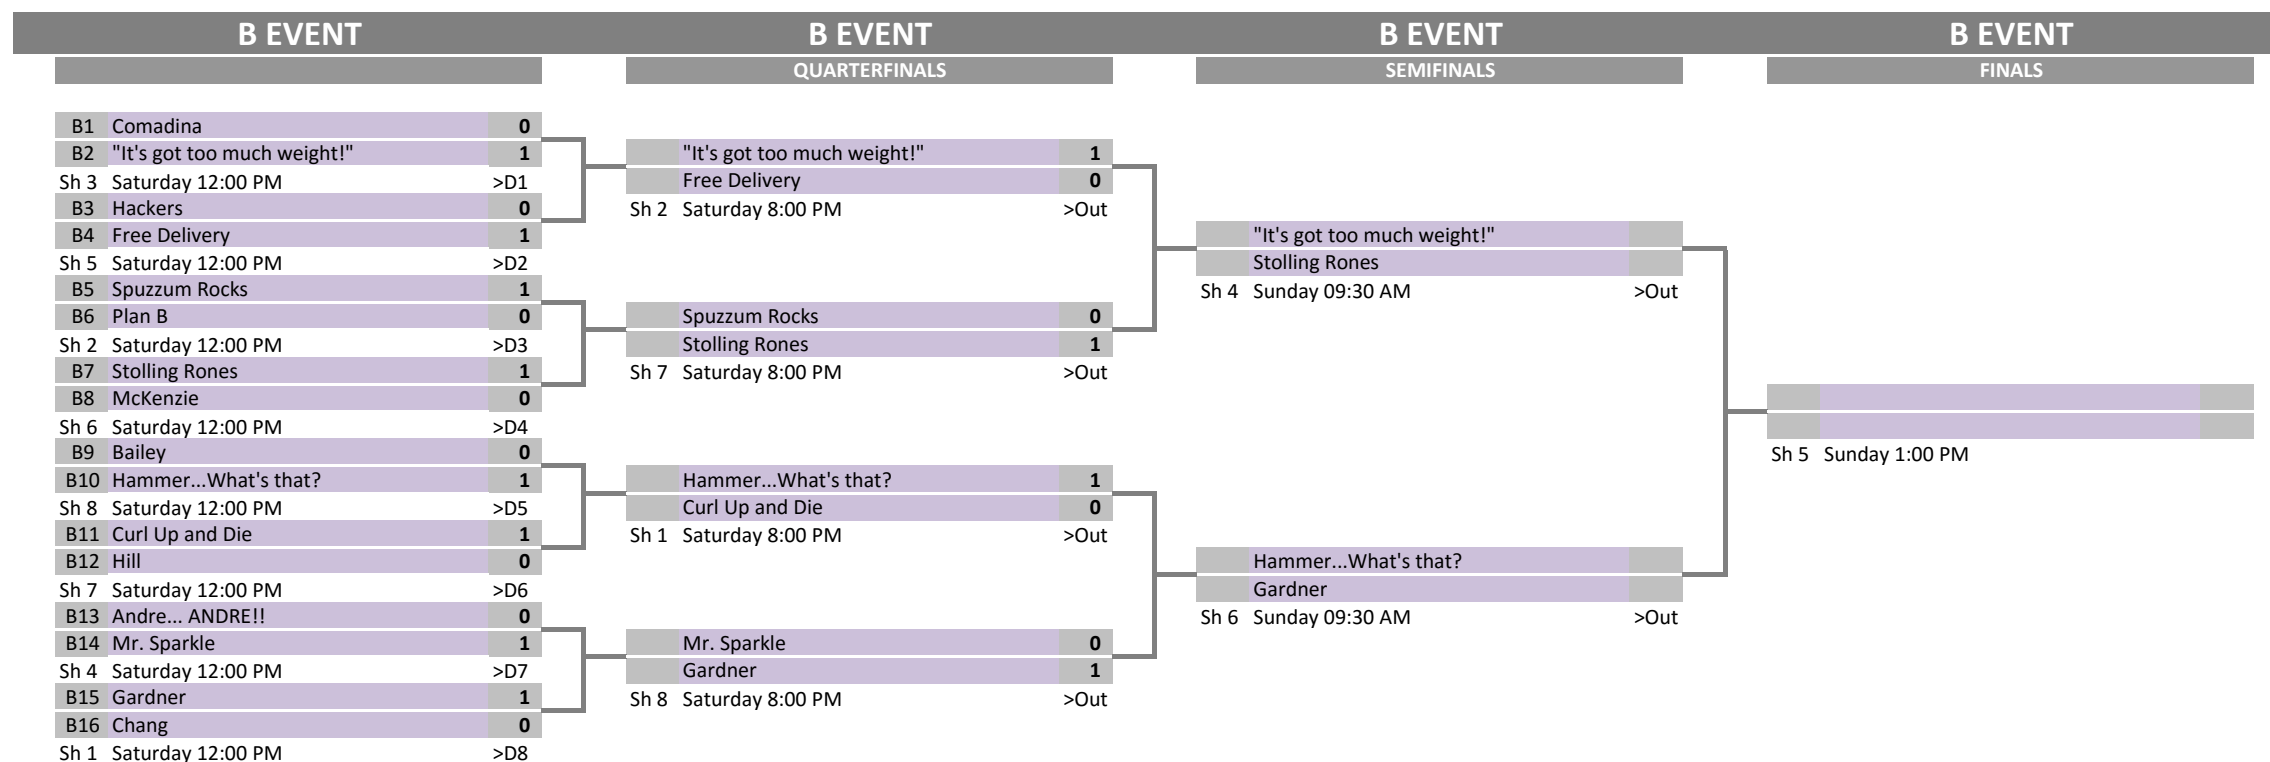 B EVENT B EVENT B EVENT B EVENT
QUARTERFINALS SEMIFINALS FINALS
B1 Comadina 0
B2 "It's got too much weight!" 1
Sh 3 Saturday 12:00 PM >D1
B3 Hackers 0
B4 Free Delivery 1
Sh 5 Saturday 12:00 PM >D2
B5 Spuzzum Rocks 1
B6 Plan B 0
Sh 2 Saturday 12:00 PM >D3
B7 Stolling Rones 1
B8 McKenzie 0
Sh 6 Saturday 12:00 PM >D4
B9 Bailey 0
B10 Hammer...What's that? 1
Sh 8 Saturday 12:00 PM >D5
B11 Curl Up and Die 1
B12 Hill 0
Sh 7 Saturday 12:00 PM >D6
B13 Andre... ANDRE!! 0
B14 Mr. Sparkle 1
Sh 4 Saturday 12:00 PM >D7
B15 Gardner 1
B16 Chang 0
Sh 1 Saturday 12:00 PM >D8
"It's got too much weight!" 1
Free Delivery 0
Sh 2 Saturday 8:00 PM >Out
Spuzzum Rocks 0
Stolling Rones 1
Sh 7 Saturday 8:00 PM >Out
Hammer...What's that? 1
Curl Up and Die 0
Sh 1 Saturday 8:00 PM >Out
Mr. Sparkle 0
Gardner 1
Sh 8 Saturday 8:00 PM >Out
"It's got too much weight!"
Stolling Rones
Sh 4 Sunday 09:30 AM >Out
Hammer...What's that?
Gardner
Sh 6 Sunday 09:30 AM >Out
Sh 5 Sunday 1:00 PM